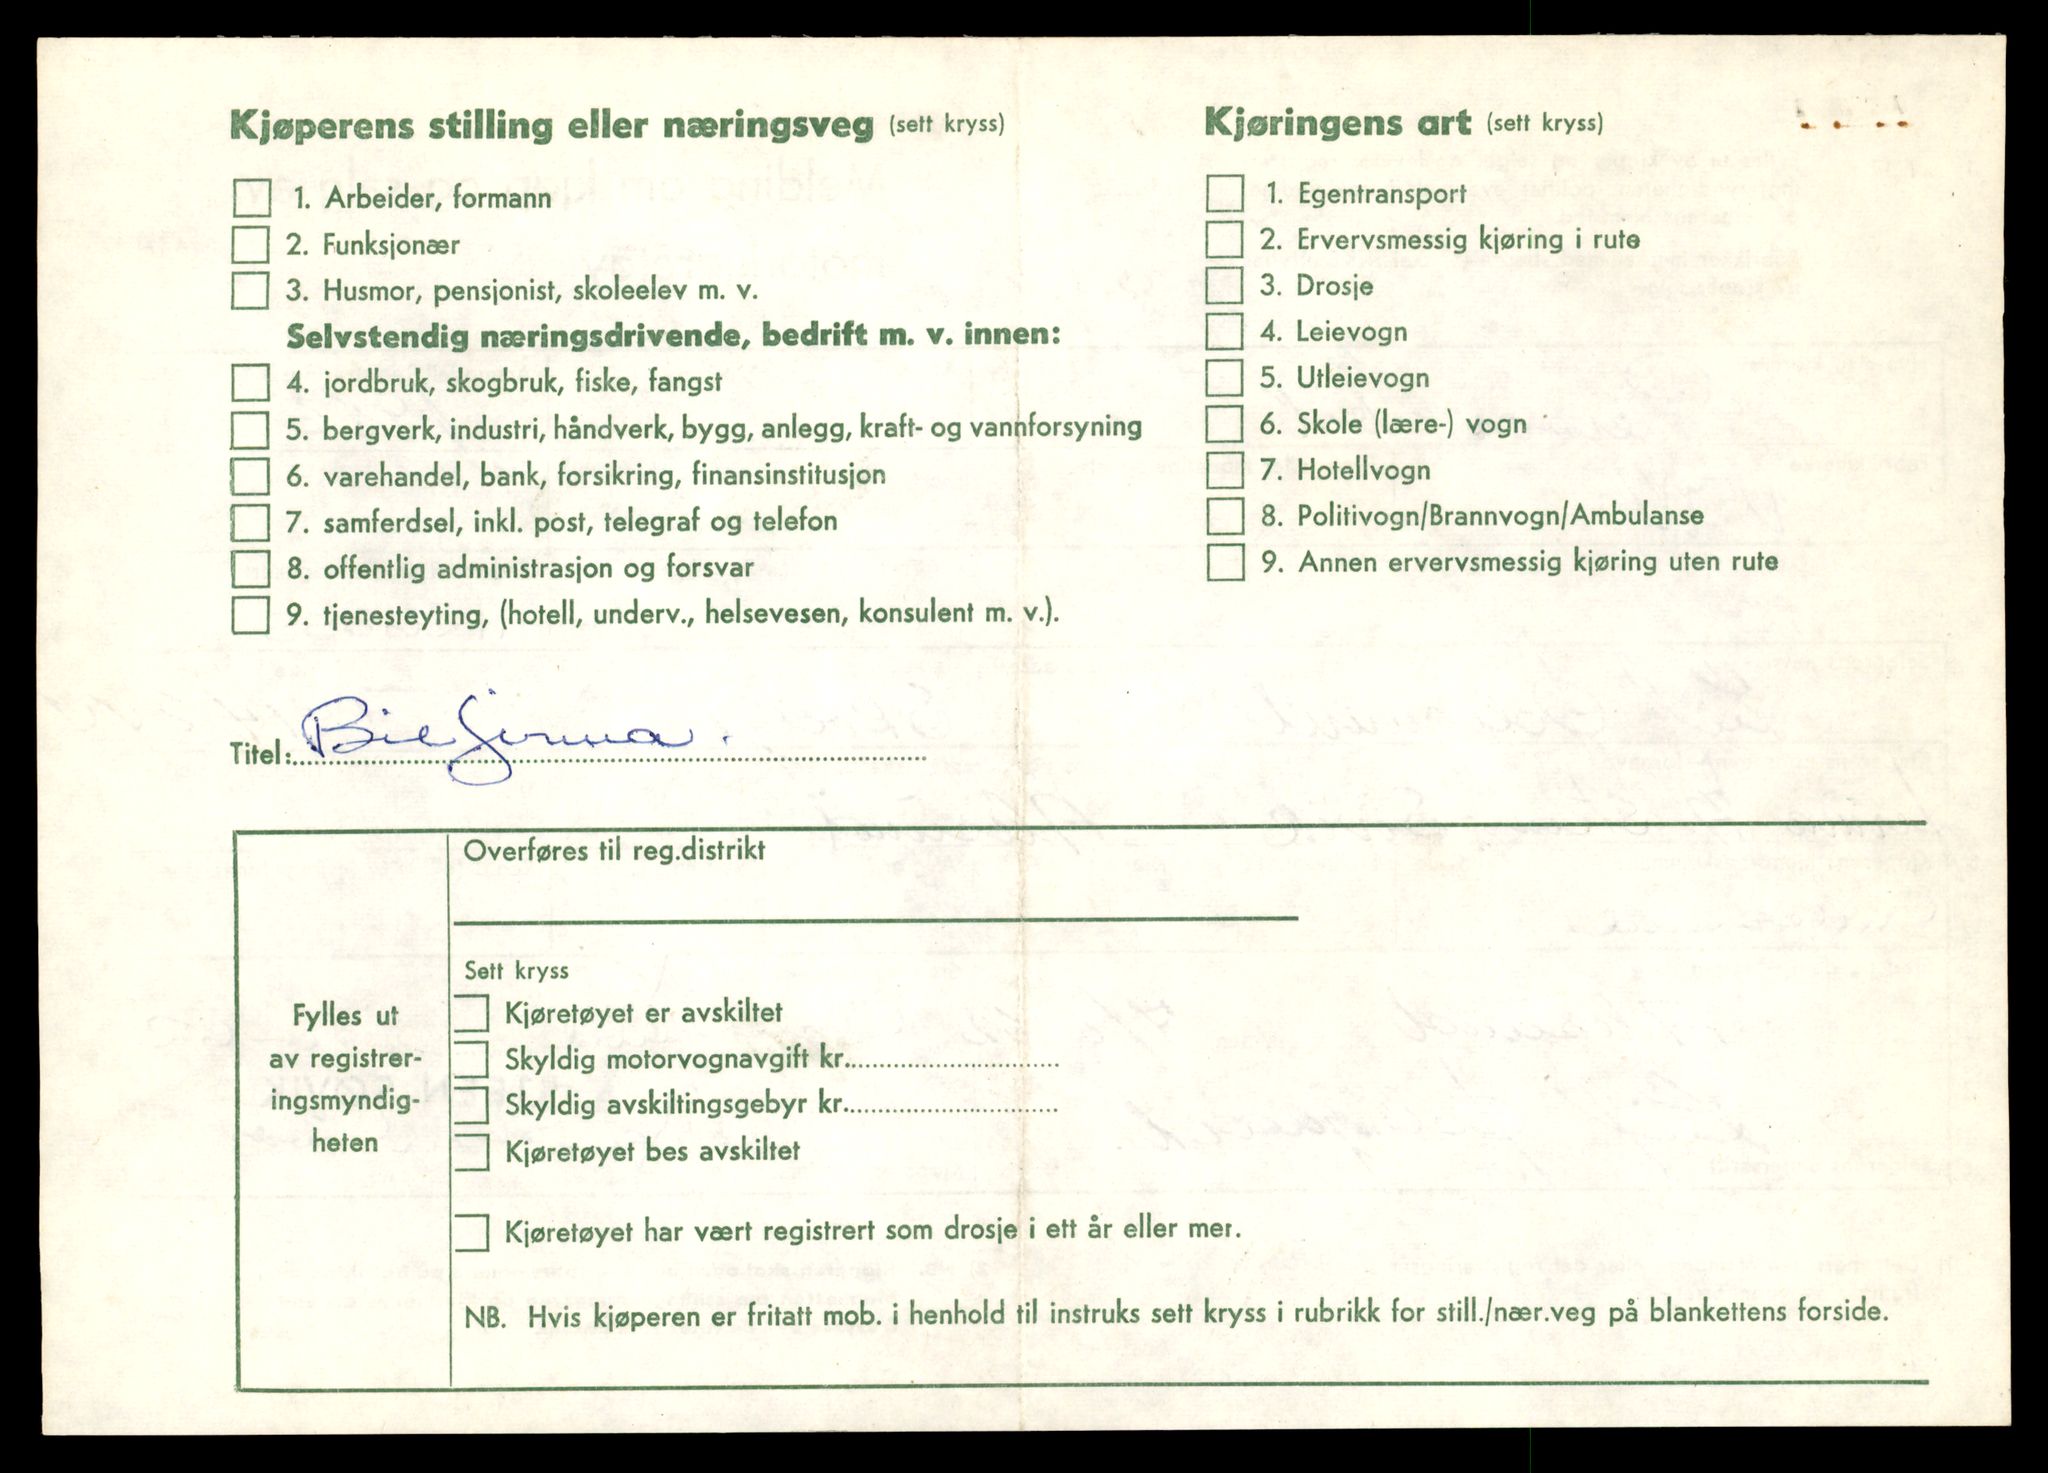 Kjøperens stilling eller næringsveg (sett kryss)
1. Arbeider, formann
2. Funksjonær
3. Husmor, pensjonist, skoleelev m. v.
Selvstendig næringsdrivende, bedrift m. v. innen:
4. jordbruk, skogbruk, fiske, fangst
5. bergverk, industri, håndverk, bygg, anlegg, kraft- og vannforsyning
6. varehandel, bank, forsikring, finansinstitusjon
7. samferdsel, inkl. post, telegraf og telefon
8. offentlig administrasjon og forsvar
9. tjenesteyting, (hotell, underv., helsevesen, konsulent m. v.).
Kjøringens art (sett kryss)
1. Egentransport
2. Ervervsmessig kjøring i rute
3. Drosje
4. Leievogn
5. Utleievogn
6. Skole (lære-) vogn
7. Hotellvogn
8. Politivogn/Brannvogn/Ambulanse
9. Annen ervervsmessig kjøring uten rute
Titel: Bilfirma.
Fylles ut
av registrer-
ingsmyndig-
heten
Overføres til reg.distrikt
Sett kryss
Kjøretøyet er avskiltet
Skyldig motorvognavgift kr.
Skyldig avskiltingsgebyr kr.
Kjøretøyet bes avskiltet
Kjøretøyet har vært registrert som drosje i ett år eller mer.
NB. Hvis kjøperen er fritatt mob. i henhold til instruks sett kryss i rubrikk for still./nær.veg på blankettens forside.